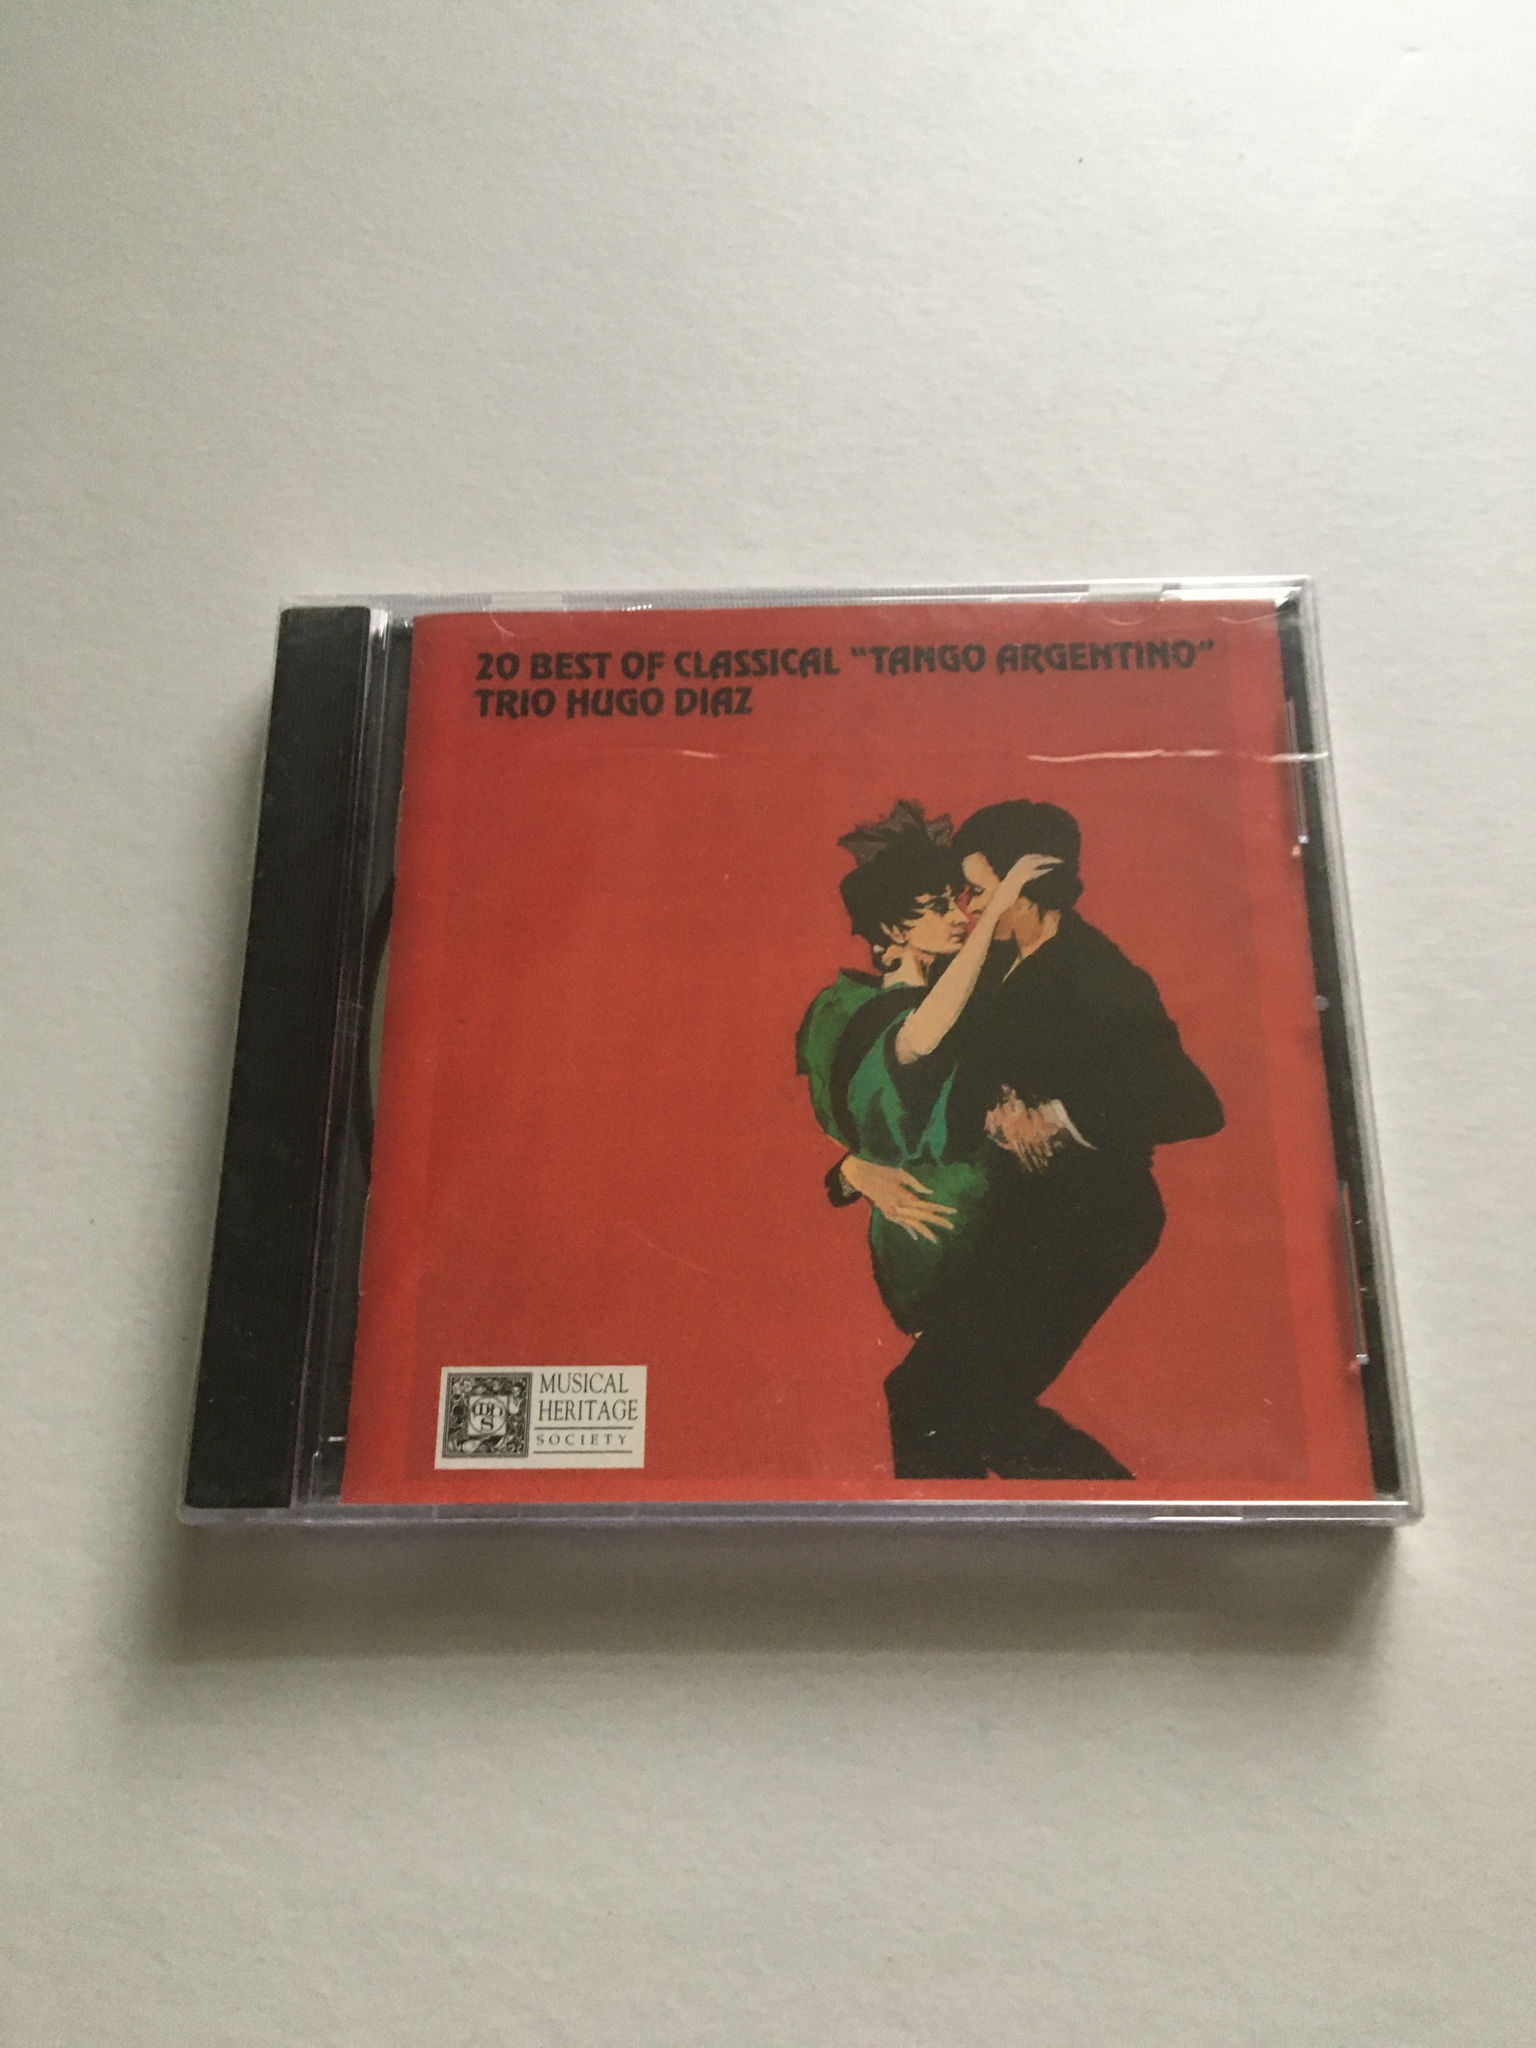 20 BEST OF CLASSICAL "TANGO ARGENTINO"
TRIO HUGO DIAZ
MUSICAL
HERITAGE
SOCIETY